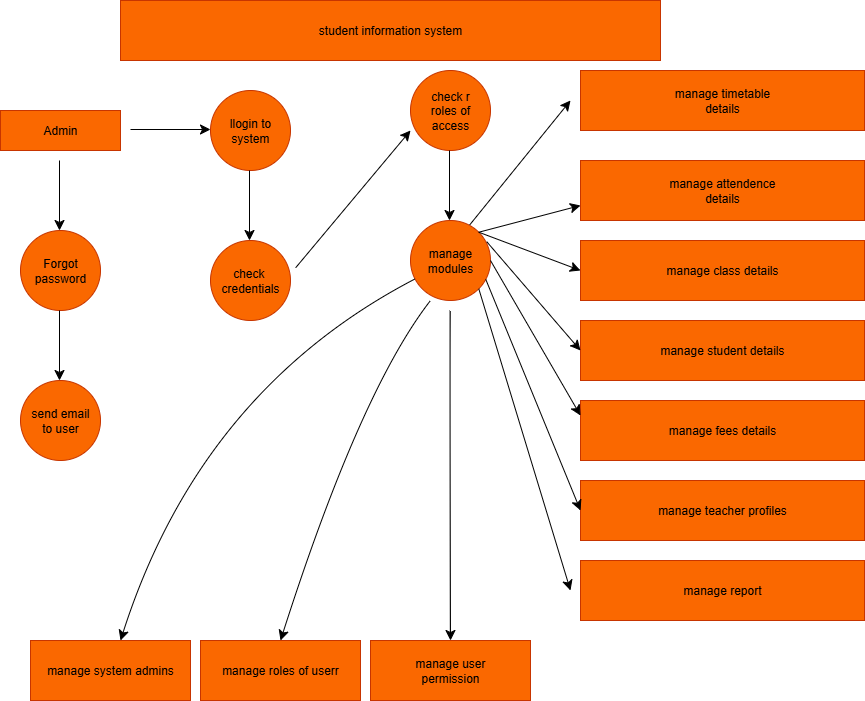 student information system
Admin
llogin to
system
check r
roles of
access
manage timetable
details
manage attendence
details
Forgot
password
check
credentials
manage
modules
manage class details
manage student details
send email
to user
manage fees details
manage teacher profiles
manage report
manage system admins
manage roles of userr
manage user
permission